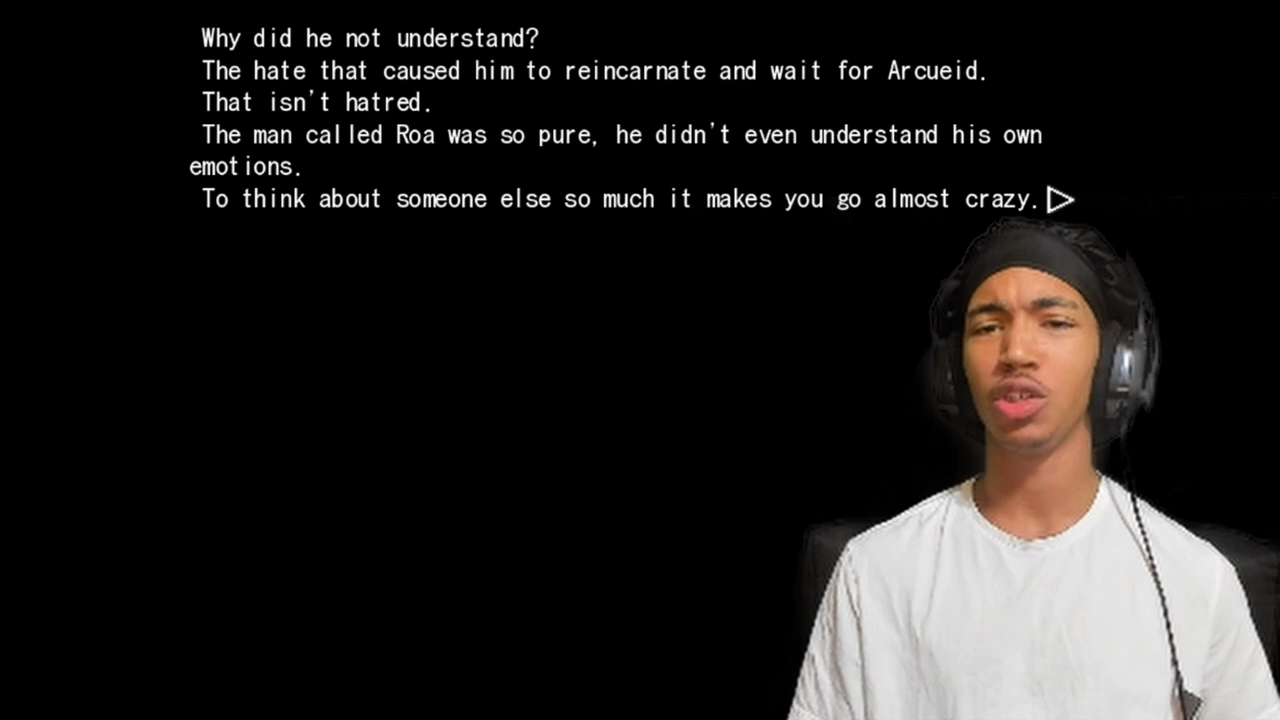 Why did he not understand?
The hate that caused him to reincarnate and wait for Arcueid.
That isn't hatred.
The man called Roa was so pure, he didn't even understand his own
emotions.
To think about someone else so much it makes you go almost crazy.